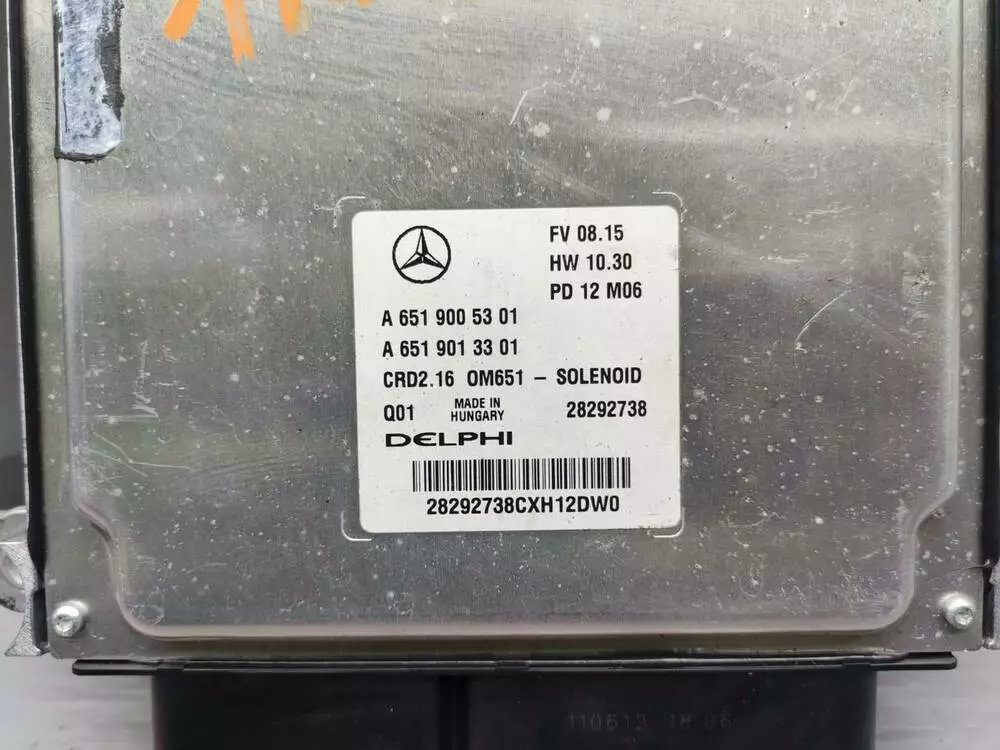 FV 08.15
HW 10.30
PD 12 M06
A 651 900 53 01
A 651 901 33 01
CRD2.16 OM651 – SOLENOID
Q01 MADE IN HUNGARY 28292738
DELPHI
28292738CXH12DW0